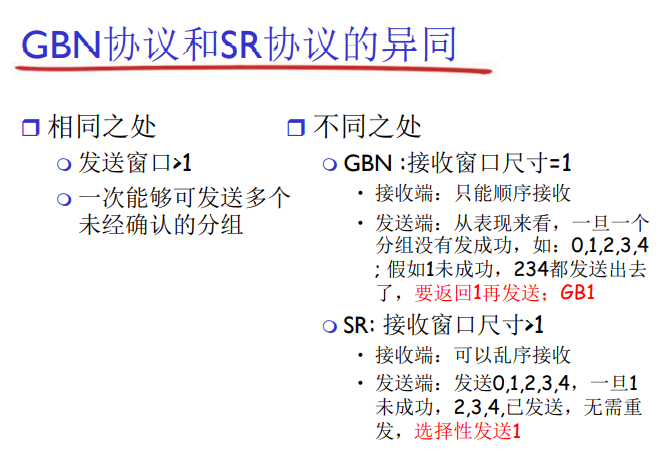 GBN协议和SR协议的异同
相同之处
发送窗口>1
一次能够可发送多个
未经确认的分组
不同之处
GBN :接收窗口尺寸=1
• 接收端：只能顺序接收
• 发送端：从表现来看，一旦一个
分组没有发成功，如：0,1,2,3,4
; 假如1未成功，234都发送出去
了，要返回1再发送；GB1
SR: 接收窗口尺寸>1
• 接收端：可以乱序接收
• 发送端：发送0,1,2,3,4，一旦1
未成功，2,3,4,已发送，无需重
发，选择性发送1